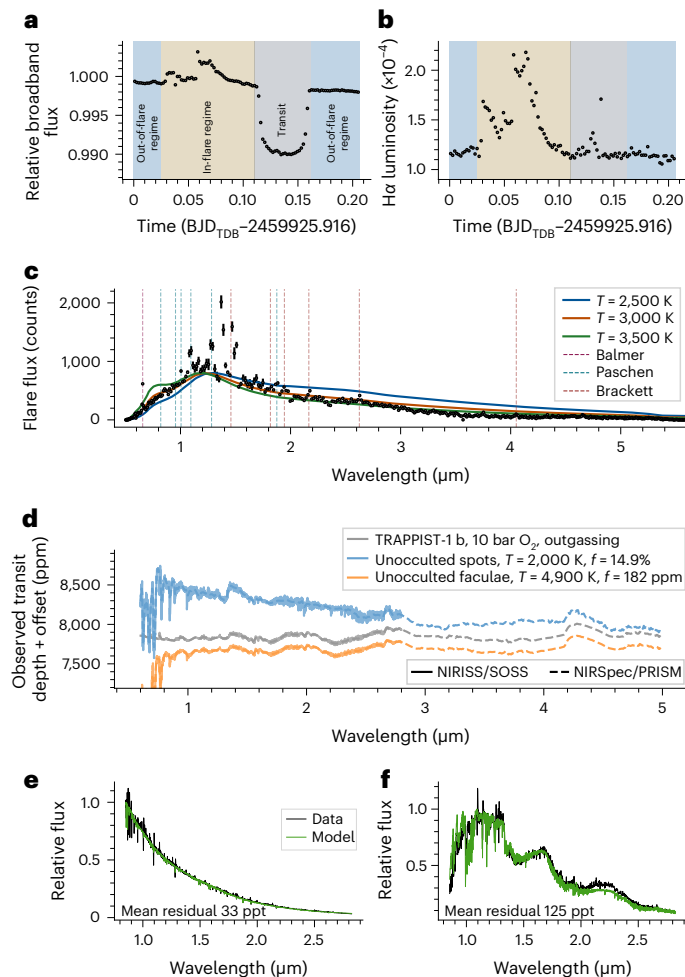 a
Relative broadband
flux
1.000
0.995
0.990
Out-of-flare
regime
In-flare regime
Transit
Out-of-flare
regime
0
0.05
0.10
0.15
0.20
Time (BJD_TDB–2459925.916)
b
Hα luminosity (×10⁻⁴)
2.0
1.5
1.0
0
0.05
0.10
0.15
0.20
Time (BJD_TDB–2459925.916)
c
Flare flux (counts)
2,000
1,000
0
T = 2,500 K
T = 3,000 K
T = 3,500 K
Balmer
Paschen
Brackett
1
2
3
4
5
Wavelength (μm)
d
Observed transit
depth + offset (ppm)
8,500
8,000
7,500
TRAPPIST-1 b, 10 bar O₂, outgassing
Unocculted spots, T = 2,000 K, f = 14.9%
Unocculted faculae, T = 4,900 K, f = 182 ppm
NIRISS/SOSS
NIRSpec/PRISM
1
2
3
4
5
Wavelength (μm)
e
Relative flux
1.0
0.5
0
Data
Model
Mean residual 33 ppt
1.0
1.5
2.0
2.5
Wavelength (μm)
f
Relative flux
1.0
0.5
Mean residual 125 ppt
1.0
1.5
2.0
2.5
Wavelength (μm)